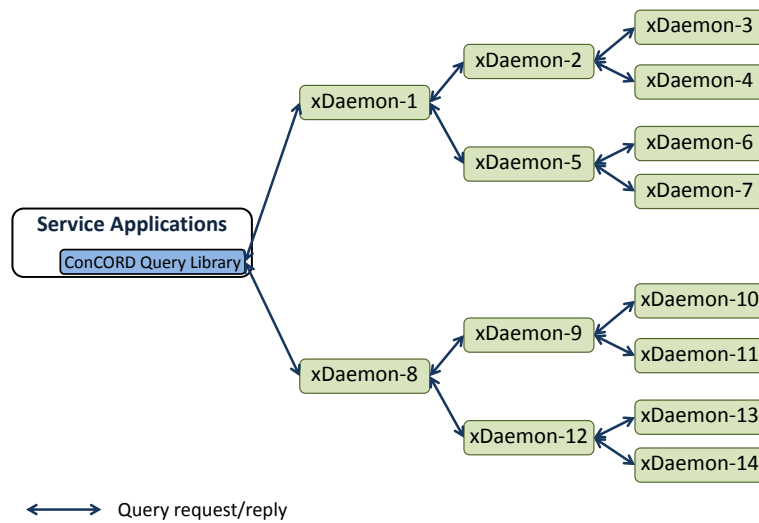 xDaemon-3
xDaemon-2
xDaemon-4
xDaemon-1
xDaemon-6
xDaemon-5
xDaemon-7
Service Applications
ConCORD Query Library
xDaemon-10
xDaemon-9
xDaemon-11
xDaemon-8
xDaemon-13
xDaemon-12
xDaemon-14
Query request/reply